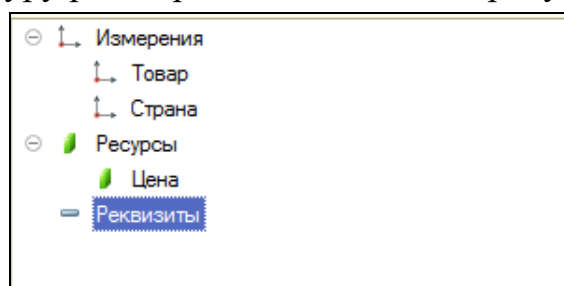 Измерения
Товар
Страна
Ресурсы
Цена
Реквизиты